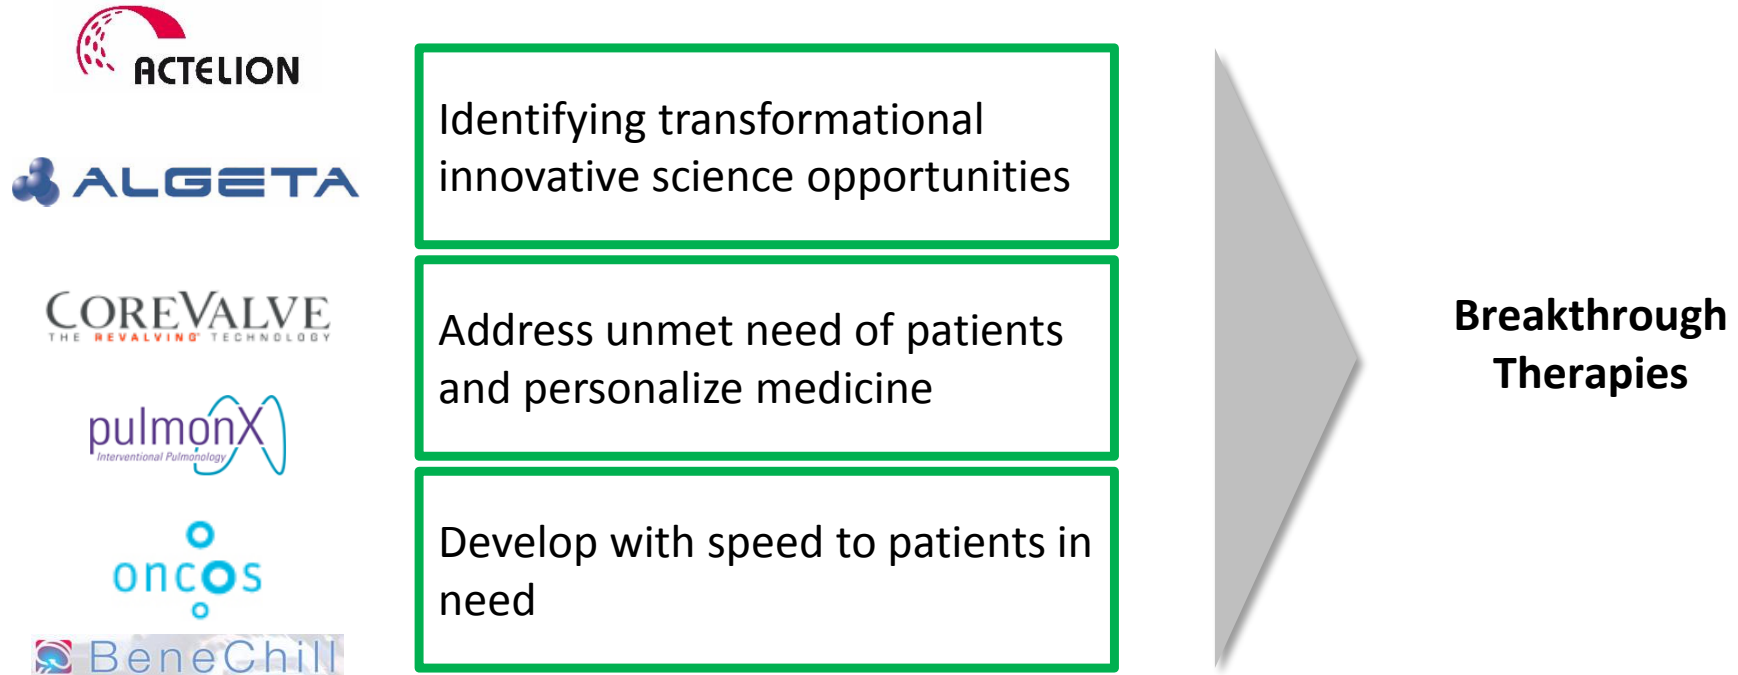 ACTELION
ALGETA
COREVALVE
THE REVALVING® TECHNOLOGY
pulmonX
Interventional Pulmonology
oncos
BeneChill
Identifying transformational
innovative science opportunities
Address unmet need of patients
and personalize medicine
Develop with speed to patients in
need
Breakthrough
Therapies